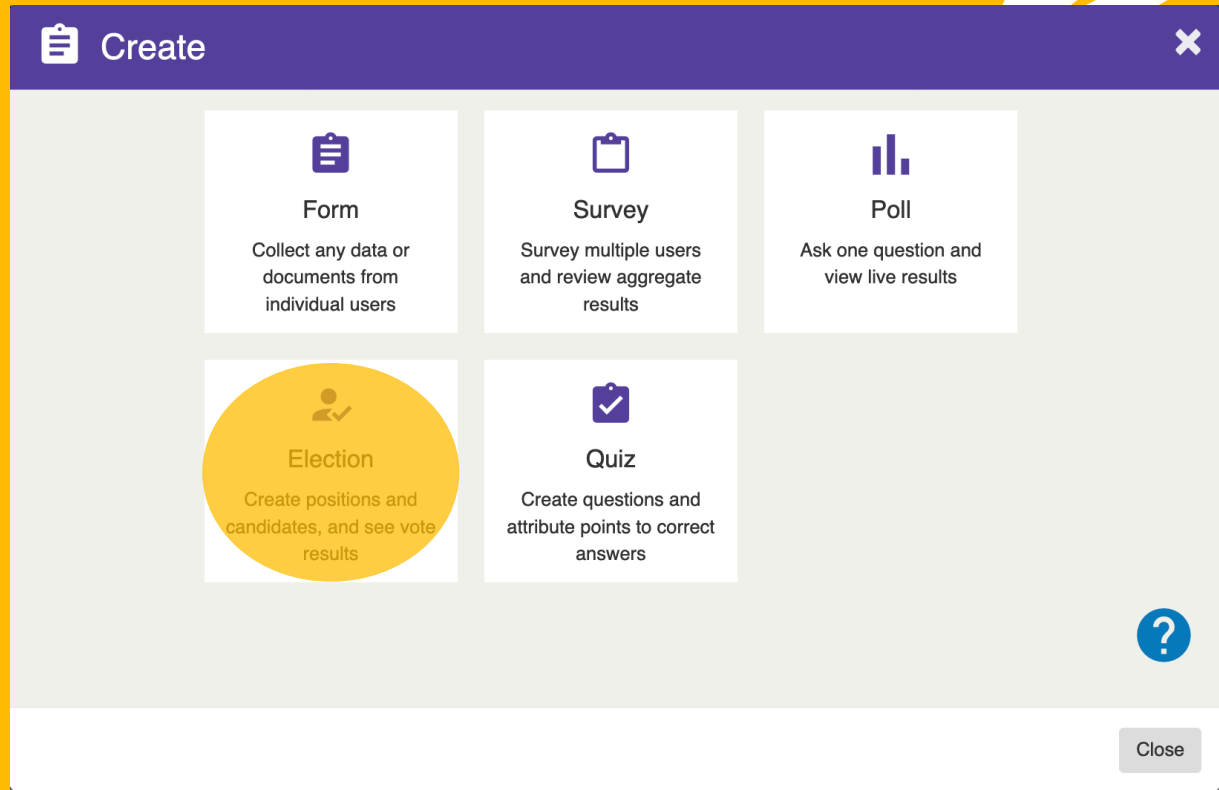 Create
Form
Collect any data or
documents from
individual users
Survey
Survey multiple users
and review aggregate
results
Poll
Ask one question and
view live results
Election
Create positions and
candidates, and see vote
results
Quiz
Create questions and
attribute points to correct
answers
?
Close